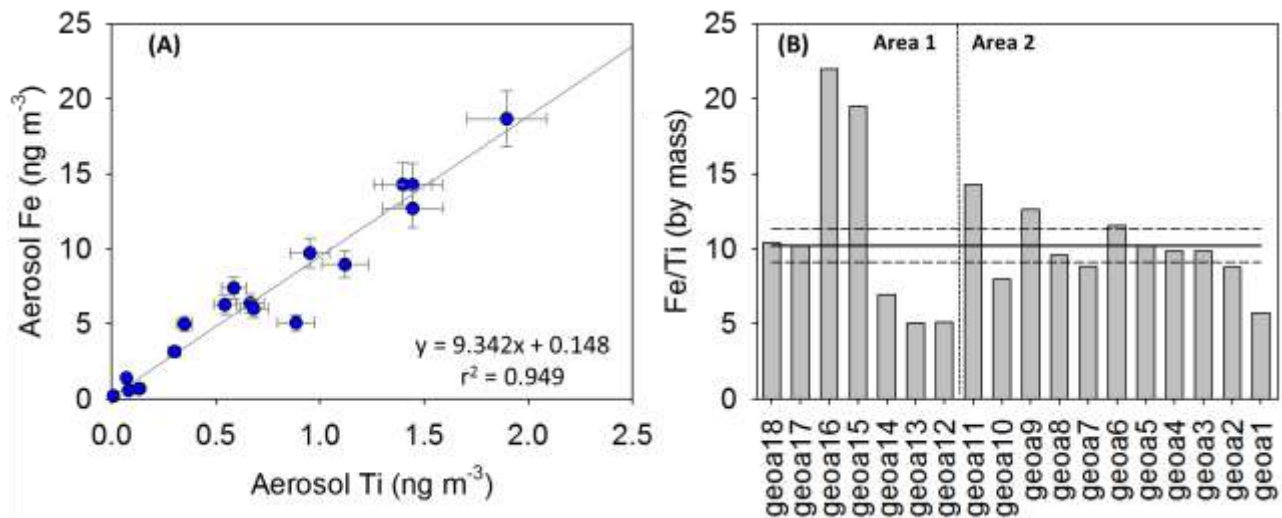 (A)
25
20
15
10
5
0
Aerosol Fe (ng m⁻³)
y = 9.342x + 0.148
r² = 0.949
0.0 0.5 1.0 1.5 2.0 2.5
Aerosol Ti (ng m⁻³)
(B) Area 1 Area 2
25
20
15
10
5
0
Fe/Ti (by mass)
geoa18
geoa17
geoa16
geoa15
geoa14
geoa13
geoa12
geoa11
geoa10
geoa9
geoa8
geoa7
geoa6
geoa5
geoa4
geoa3
geoa2
geoa1